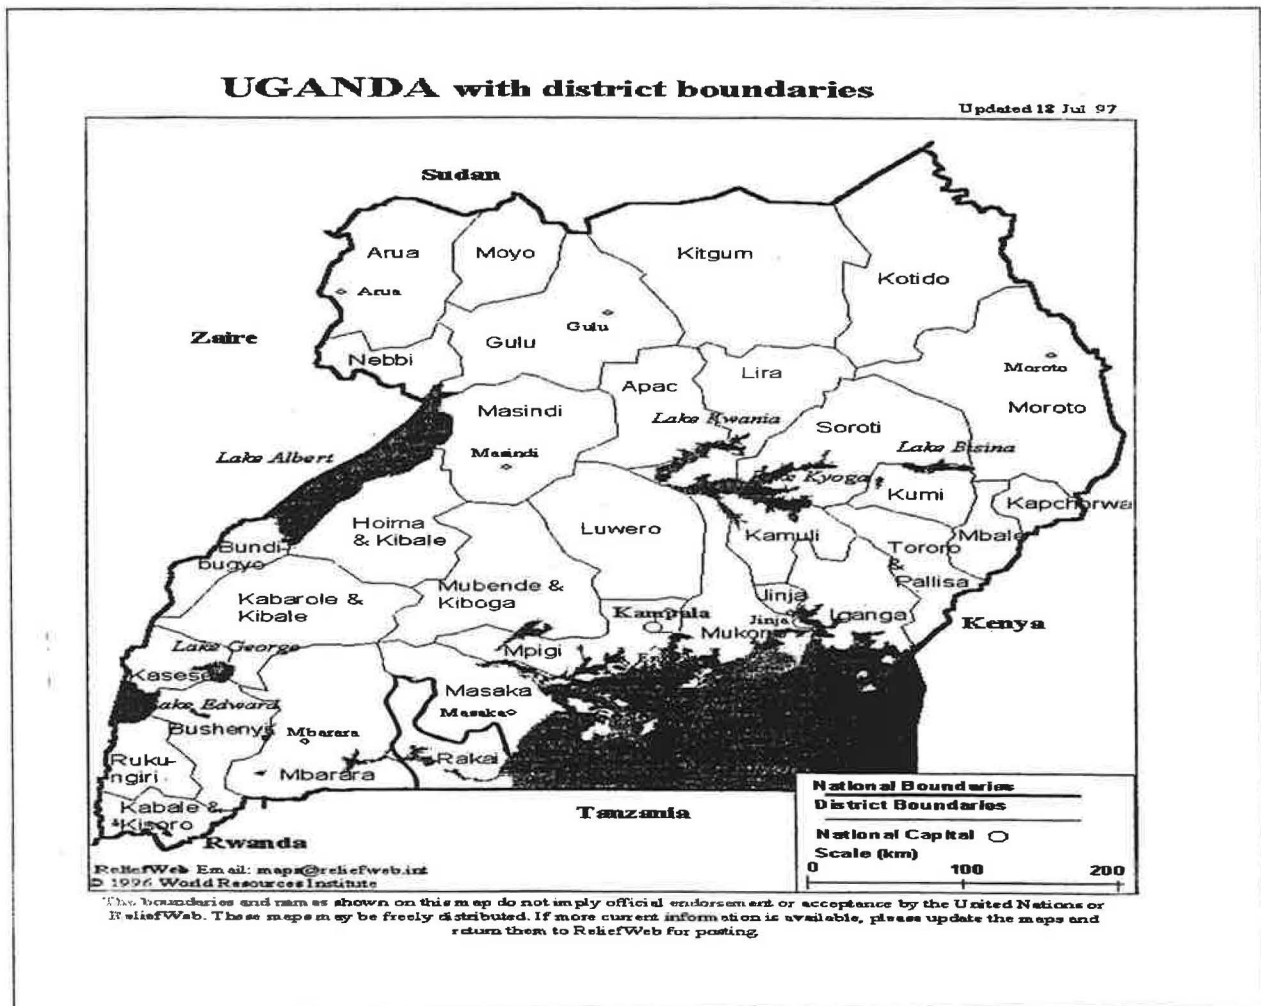 UGANDA with district boundaries
Updated 18 Jul 97
Sudan
Arua
Moyo
Kitgum
Kotido
Arua
Zaire
Gulu
Gulu
Nebbi
Moroto
Moroto
Apac
Lira
Masindi
Lake Kwania
Soroti
Lake Albert
Masindi
Lake Bisina
Lake Kyoga
Kumi
Kapchorwa
Hoima
& Kibale
Luwero
Kamuli
Mbale
Bundi
bugyo
Tororo
&
Pallisa
Kabarole &
Kibale
Mubende &
Kiboga
Jinja
Jinja
Iganga
Kampala
Mukono
Kenya
Lake George
Mpigi
Kasese
Masaka
Masaka
Lake Edward
Bushenyi
Mbarara
Mbarara
Rakai
Ruku-
ngiri
Kabale &
Kisoro
Rwanda
Tanzania
National Boundaries
District Boundaries
National Capital
Scale (km)
0 100 200
ReliefWeb Email: maps@reliefweb.int
© 1996 World Resources Institute
The boundaries and names shown on this map do not imply official endorsement or acceptance by the United Nations or
ReliefWeb. These maps may be freely distributed. If more current information is available, please update the maps and
return them to ReliefWeb for posting.